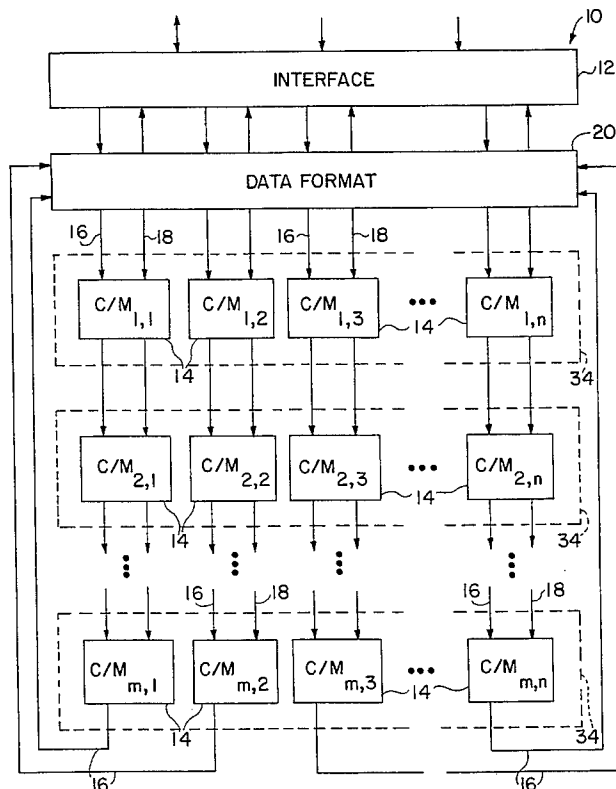 10
INTERFACE
12
20
DATA FORMAT
16 18 16 18
C/M1,1 C/M1,2 C/M1,3 ••• C/M1,n
14 14 34
C/M2,1 C/M2,2 C/M2,3 ••• C/M2,n
14 14 34
16 18 16 18
C/Mm,1 C/Mm,2 C/Mm,3 ••• C/Mm,n
14 14 34
16 16